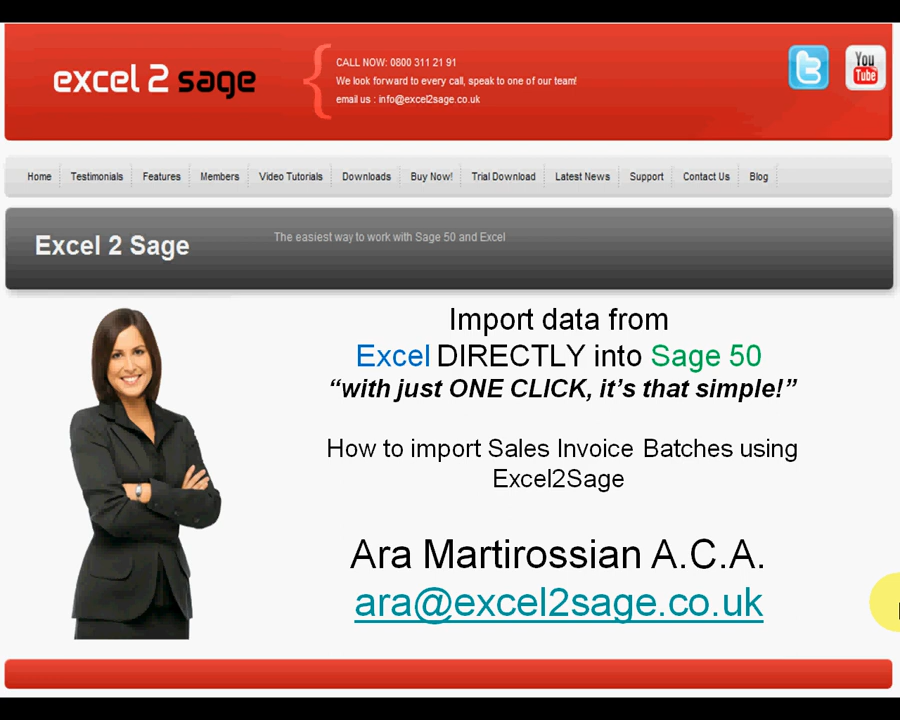 excel 2 sage
CALL NOW: 0800 311 21 91
We look forward to every call, speak to one of our team!
email us : info@excel2sage.co.uk
You
Tube
Home Testimonials Features Members Video Tutorials Downloads Buy Now! Trial Download Latest News Support Contact Us Blog
Excel 2 Sage
The easiest way to work with Sage 50 and Excel
Import data from
Excel DIRECTLY into Sage 50
“with just ONE CLICK, it’s that simple!”
How to import Sales Invoice Batches using
Excel2Sage
Ara Martirossian A.C.A.
ara@excel2sage.co.uk